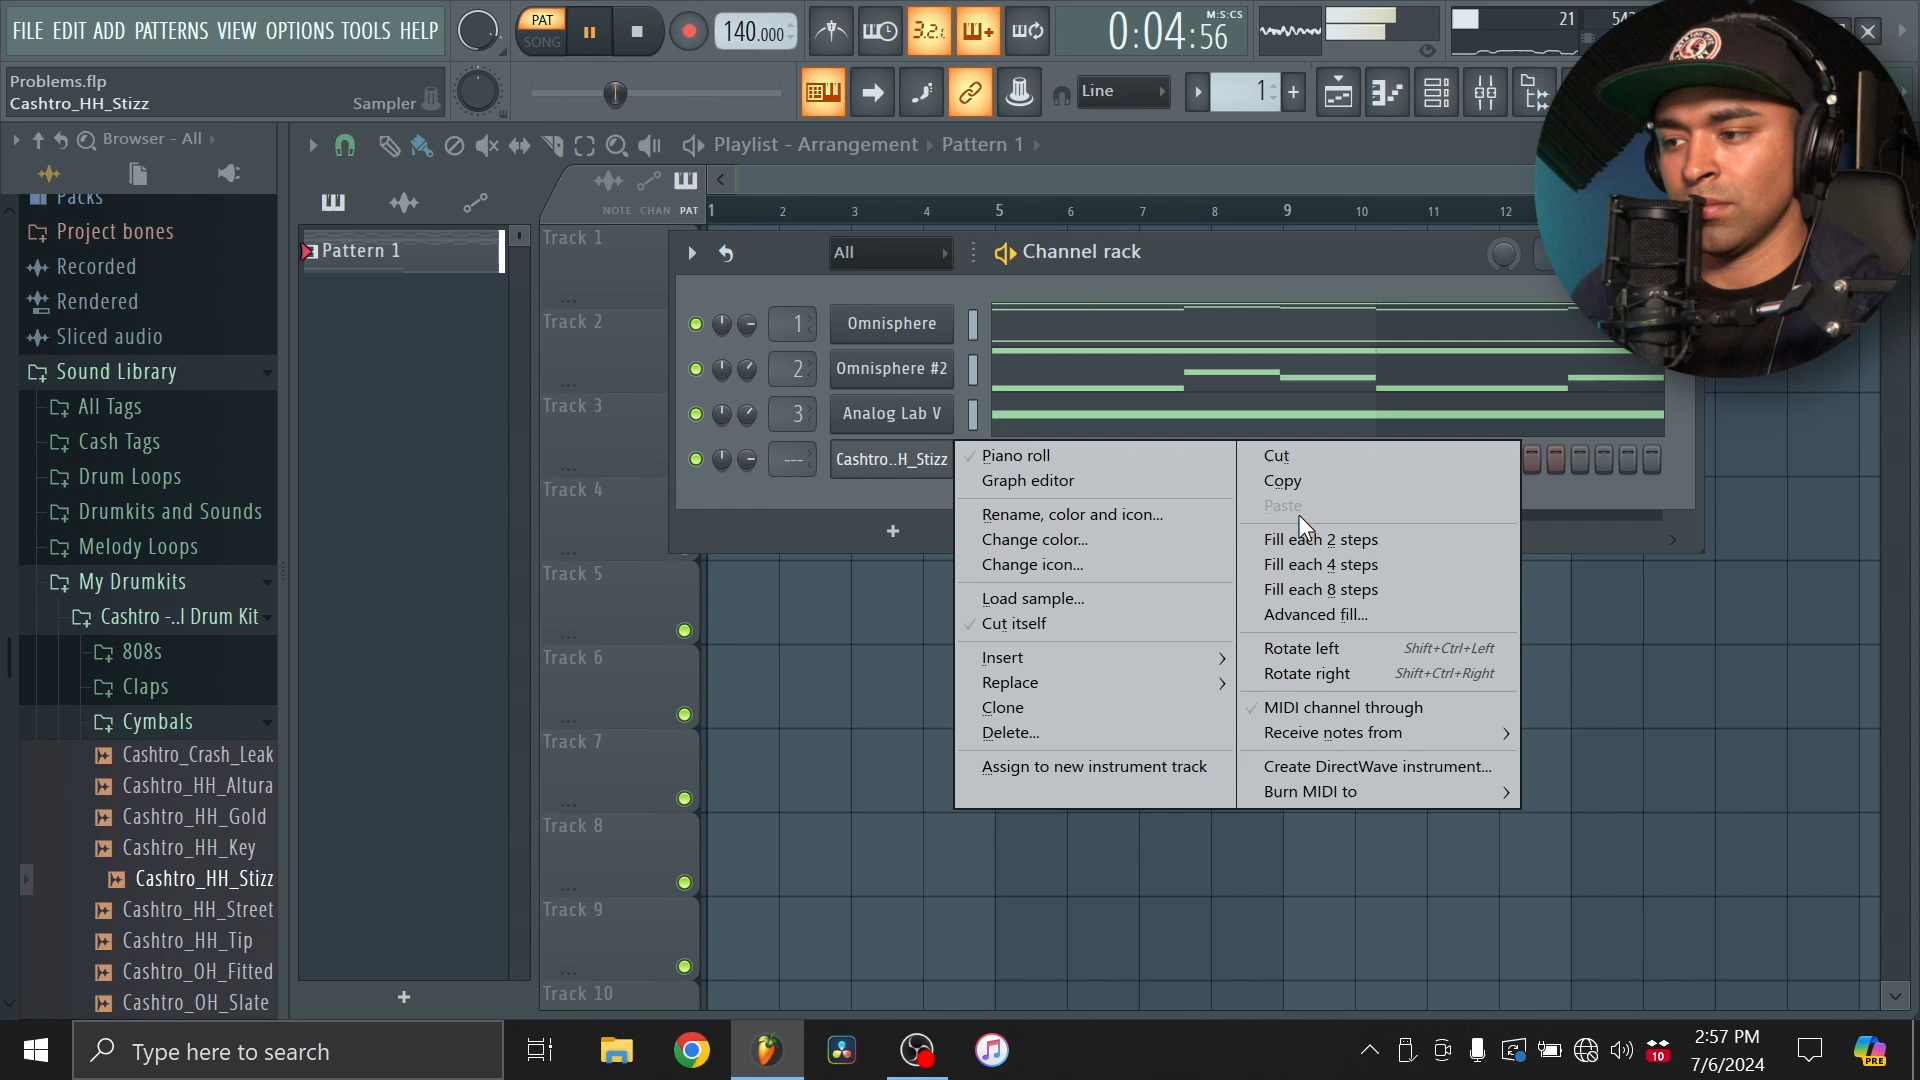 FILE EDIT ADD PATTERNS VIEW OPTIONS TOOLS HELP
PAT
SONG
140.000
3.2.1
0:04:56
M:S:CS
21
Problems.flp
Cashtro_HH_Stizz
Sampler
Line
1
Browser - All
Playlist - Arrangement
Pattern 1
Packs
Project bones
Recorded
Rendered
Sliced audio
Sound Library
All Tags
Cash Tags
Drum Loops
Drumkits and Sounds
Melody Loops
My Drumkits
Cashtro -..l Drum Kit
808s
Claps
Cymbals
Cashtro_Crash_Leak
Cashtro_HH_Altura
Cashtro_HH_Gold
Cashtro_HH_Key
Cashtro_HH_Stizz
Cashtro_HH_Street
Cashtro_HH_Tip
Cashtro_OH_Fitted
Cashtro_OH_Slate
Pattern 1
NOTE CHAN PAT
1 2 3 4 5 6 7 8 9 10 11 12
Track 1
Track 2
Track 3
Track 4
Track 5
Track 6
Track 7
Track 8
Track 9
Track 10
All
Channel rack
1 Omnisphere
2 Omnisphere #2
3 Analog Lab V
--- Cashtro..H_Stizz
Piano roll
Graph editor
Rename, color and icon...
Change color...
Change icon...
Load sample...
Cut itself
Insert
Replace
Clone
Delete...
Assign to new instrument track
Cut
Copy
Paste
Fill each 2 steps
Fill each 4 steps
Fill each 8 steps
Advanced fill...
Rotate left Shift+Ctrl+Left
Rotate right Shift+Ctrl+Right
MIDI channel through
Receive notes from
Create DirectWave instrument...
Burn MIDI to
Type here to search
10
2:57 PM
7/6/2024
PRE